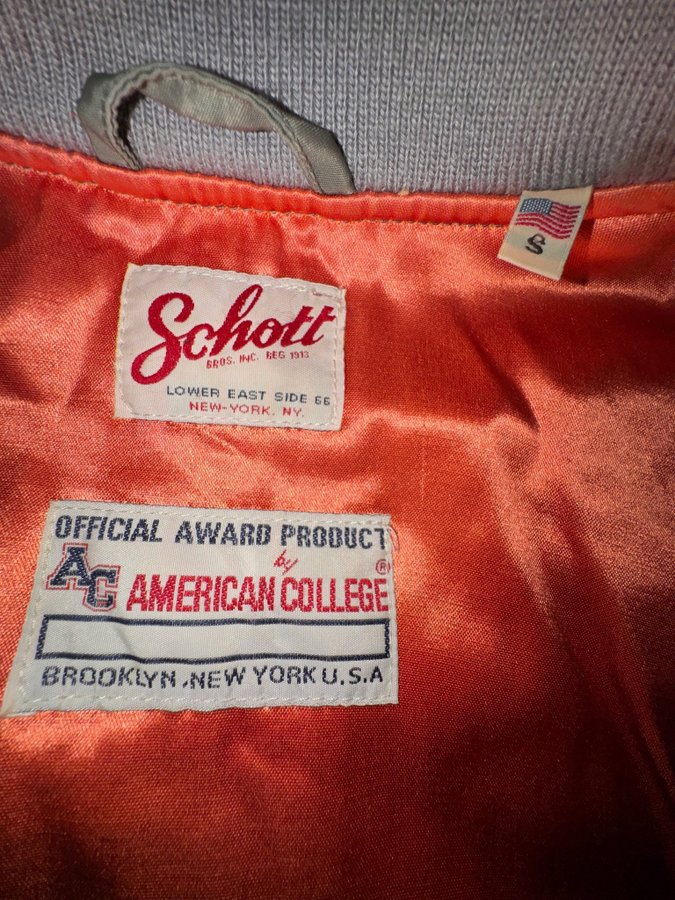 S
Schott
BROS. INC. REG 1913
LOWER EAST SIDE 66
NEW-YORK. NY.
OFFICIAL AWARD PRODUCT
AC
by
AMERICAN COLLEGE ®
BROOKLYN .NEW YORK U.S.A